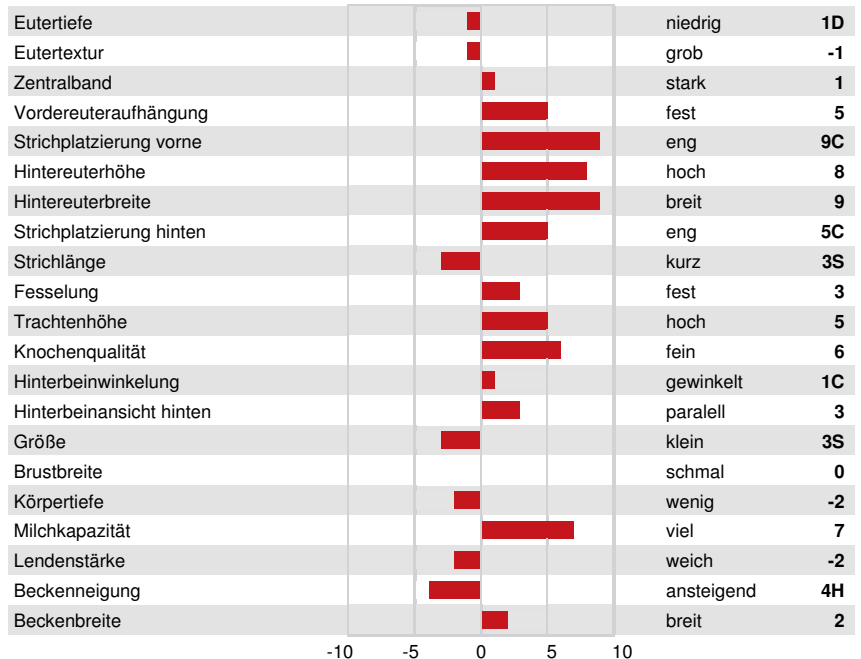 Eutertiefe niedrig 1D
Eutertextur grob -1
Zentralband stark 1
Vordereuteraufhängung fest 5
Strichplatzierung vorne eng 9C
Hintereuterhöhe hoch 8
Hintereuterbreite breit 9
Strichplatzierung hinten eng 5C
Strichlänge kurz 3S
Fesselung fest 3
Trachtenhöhe hoch 5
Knochenqualität fein 6
Hinterbeinwinkelung gewinkelt 1C
Hinterbeinansicht hinten paralell 3
Größe klein 3S
Brustbreite schmal 0
Körpertiefe wenig -2
Milchkapazität viel 7
Lendenstärke weich -2
Beckenneigung ansteigend 4H
Beckenbreite breit 2
-10 -5 0 5 10